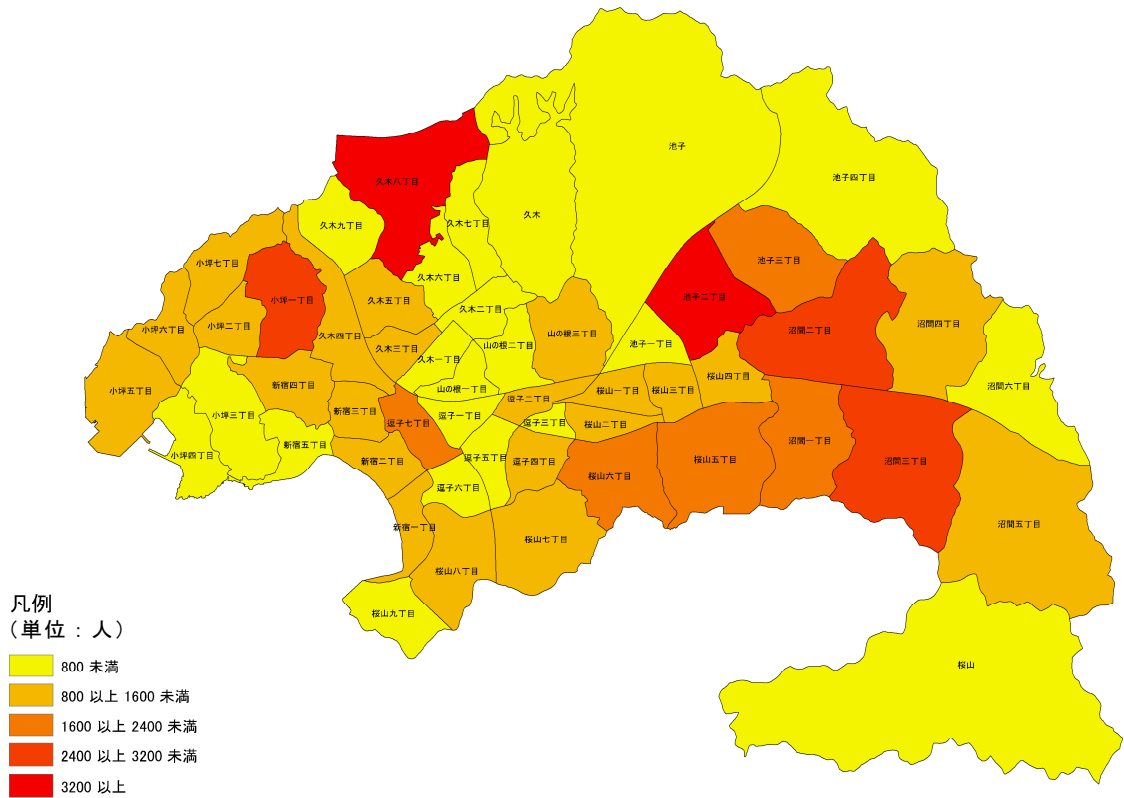 池子
池子四丁目
久木八丁目
久木
久木七丁目
久木九丁目
池子三丁目
小坪七丁目
久木六丁目
池子二丁目
小坪一丁目
久木五丁目
久木二丁目
沼間四丁目
小坪二丁目
小坪六丁目
沼間二丁目
久木四丁目
山の根三丁目
池子一丁目
山の根二丁目
久木三丁目
久木一丁目
桜山四丁目
新宿四丁目
沼間六丁目
小坪五丁目
山の根一丁目
桜山一丁目
桜山三丁目
逗子二丁目
新宿三丁目
小坪三丁目
逗子一丁目
逗子七丁目
逗子三丁目
桜山二丁目
沼間一丁目
新宿五丁目
小坪四丁目
逗子五丁目
新宿二丁目
逗子四丁目
桜山五丁目
沼間三丁目
桜山六丁目
逗子六丁目
新宿一丁目
沼間五丁目
桜山七丁目
桜山八丁目
桜山九丁目
桜山
凡例
(単位:人)
800 未満
800 以上 1600 未満
1600 以上 2400 未満
2400 以上 3200 未満
3200 以上